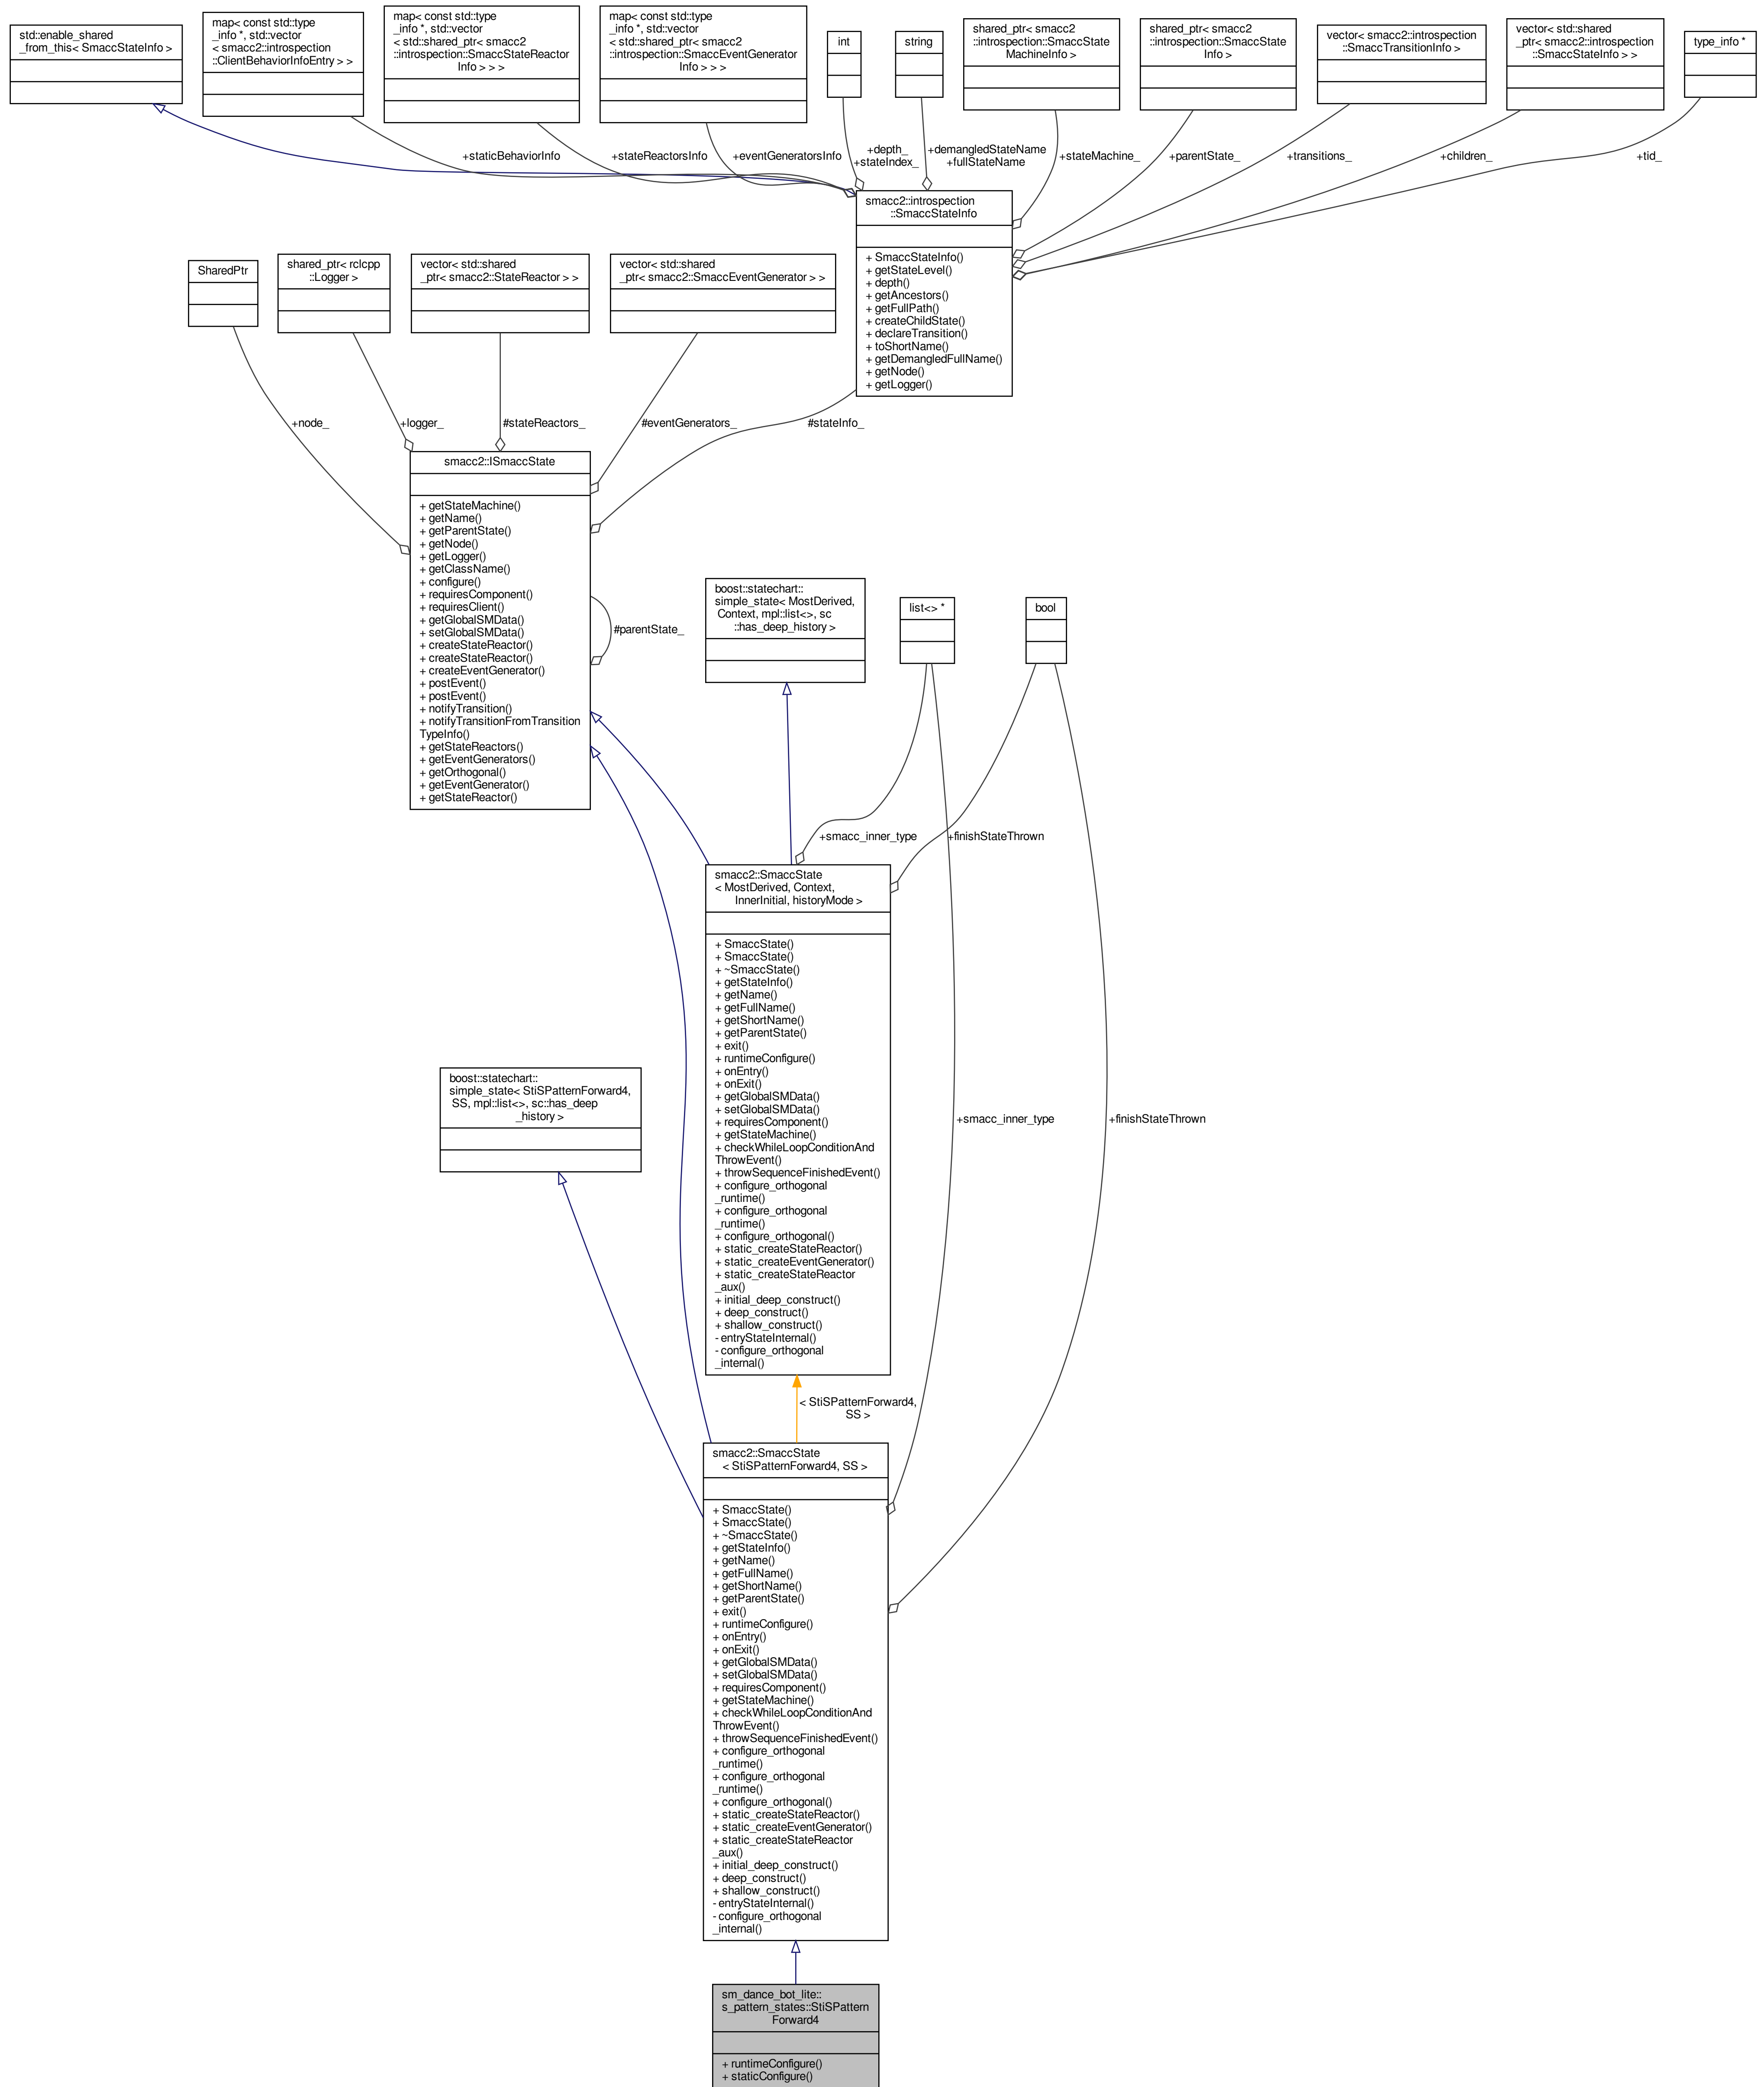 std::enable_shared
_from_this< SmaccStateInfo >
map< const std::type
_info *, std::vector
< smacc2::introspection
::ClientBehaviorInfoEntry > >
map< const std::type
_info *, std::vector
< std::shared_ptr< smacc2
::introspection::SmaccStateReactor
Info > > >
map< const std::type
_info *, std::vector
< std::shared_ptr< smacc2
::introspection::SmaccEventGenerator
Info > > >
int
string
shared_ptr< smacc2
::introspection::SmaccState
MachineInfo >
shared_ptr< smacc2
::introspection::SmaccState
Info >
vector< smacc2::introspection
::SmaccTransitionInfo >
vector< std::shared
_ptr< smacc2::introspection
::SmaccStateInfo > >
type_info *
+staticBehaviorInfo
+stateReactorsInfo
+eventGeneratorsInfo
+depth_
+stateIndex_
+demangledStateName
+fullStateName
+stateMachine_
+parentState_
+transitions_
+children_
+tid_
smacc2::introspection
::SmaccStateInfo
+ SmaccStateInfo()
+ getStateLevel()
+ depth()
+ getAncestors()
+ getFullPath()
+ createChildState()
+ declareTransition()
+ toShortName()
+ getDemangledFullName()
+ getNode()
+ getLogger()
SharedPtr
shared_ptr< rclcpp
::Logger >
vector< std::shared
_ptr< smacc2::StateReactor > >
vector< std::shared
_ptr< smacc2::SmaccEventGenerator > >
+node_
+logger_
#stateReactors_
#eventGenerators_
#stateInfo_
smacc2::ISmaccState
+ getStateMachine()
+ getName()
+ getParentState()
+ getNode()
+ getLogger()
+ getClassName()
+ configure()
+ requiresComponent()
+ requiresClient()
+ getGlobalSMData()
+ setGlobalSMData()
+ createStateReactor()
+ createStateReactor()
+ createEventGenerator()
+ postEvent()
+ postEvent()
+ notifyTransition()
+ notifyTransitionFromTransition
TypeInfo()
+ getStateReactors()
+ getEventGenerators()
+ getOrthogonal()
+ getEventGenerator()
+ getStateReactor()
#parentState_
boost::statechart::
simple_state< MostDerived,
Context, mpl::list<>, sc
::has_deep_history >
list<> *
bool
+smacc_inner_type
+finishStateThrown
smacc2::SmaccState
< MostDerived, Context,
InnerInitial, historyMode >
+ SmaccState()
+ SmaccState()
+ ~SmaccState()
+ getStateInfo()
+ getName()
+ getFullName()
+ getShortName()
+ getParentState()
+ exit()
+ runtimeConfigure()
+ onEntry()
+ onExit()
+ getGlobalSMData()
+ setGlobalSMData()
+ requiresComponent()
+ getStateMachine()
+ checkWhileLoopConditionAnd
ThrowEvent()
+ throwSequenceFinishedEvent()
+ configure_orthogonal
_runtime()
+ configure_orthogonal
_runtime()
+ configure_orthogonal()
+ static_createStateReactor()
+ static_createEventGenerator()
+ static_createStateReactor
_aux()
+ initial_deep_construct()
+ deep_construct()
+ shallow_construct()
- entryStateInternal()
- configure_orthogonal
_internal()
boost::statechart::
simple_state< StiSPatternForward4,
SS, mpl::list<>, sc::has_deep
_history >
+smacc_inner_type
+finishStateThrown
< StiSPatternForward4,
SS >
smacc2::SmaccState
< StiSPatternForward4, SS >
+ SmaccState()
+ SmaccState()
+ ~SmaccState()
+ getStateInfo()
+ getName()
+ getFullName()
+ getShortName()
+ getParentState()
+ exit()
+ runtimeConfigure()
+ onEntry()
+ onExit()
+ getGlobalSMData()
+ setGlobalSMData()
+ requiresComponent()
+ getStateMachine()
+ checkWhileLoopConditionAnd
ThrowEvent()
+ throwSequenceFinishedEvent()
+ configure_orthogonal
_runtime()
+ configure_orthogonal
_runtime()
+ configure_orthogonal()
+ static_createStateReactor()
+ static_createEventGenerator()
+ static_createStateReactor
_aux()
+ initial_deep_construct()
+ deep_construct()
+ shallow_construct()
- entryStateInternal()
- configure_orthogonal
_internal()
sm_dance_bot_lite::
s_pattern_states::StiSPattern
Forward4
+ runtimeConfigure()
+ staticConfigure()